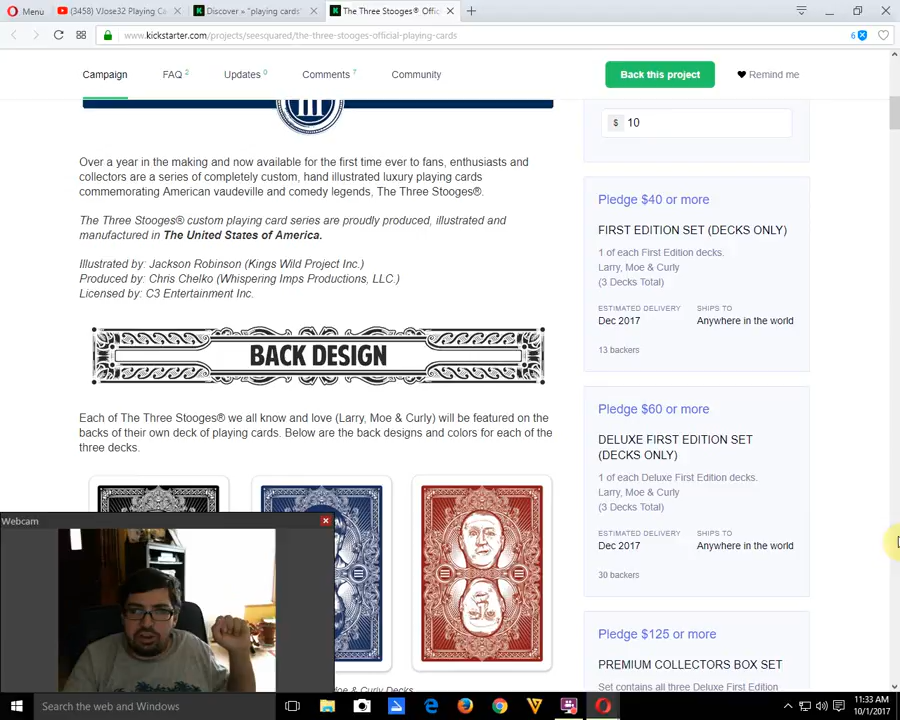 Menu
(3458) VJose32 Playing Ca
Discover » "playing cards"
The Three Stooges® Offic
www.kickstarter.com/projects/seesquared/the-three-stooges-official-playing-cards
6
Campaign
FAQ 2
Updates 0
Comments 7
Community
Back this project
Remind me
$ 10
Over a year in the making and now available for the first time ever to fans, enthusiasts and
collectors are a series of completely custom, hand illustrated luxury playing cards
commemorating American vaudeville and comedy legends, The Three Stooges®.
The Three Stooges® custom playing card series are proudly produced, illustrated and
manufactured in The United States of America.
Illustrated by: Jackson Robinson (Kings Wild Project Inc.)
Produced by: Chris Chelko (Whispering Imps Productions, LLC.)
Licensed by: C3 Entertainment Inc.
BACK DESIGN
Each of The Three Stooges® we all know and love (Larry, Moe & Curly) will be featured on the
backs of their own deck of playing cards. Below are the back designs and colors for each of the
three decks.
oe & Curly Decks
Pledge $40 or more
FIRST EDITION SET (DECKS ONLY)
1 of each First Edition decks.
Larry, Moe & Curly
(3 Decks Total)
ESTIMATED DELIVERY SHIPS TO
Dec 2017 Anywhere in the world
13 backers
Pledge $60 or more
DELUXE FIRST EDITION SET
(DECKS ONLY)
1 of each Deluxe First Edition decks.
Larry, Moe & Curly
(3 Decks Total)
ESTIMATED DELIVERY SHIPS TO
Dec 2017 Anywhere in the world
30 backers
Pledge $125 or more
PREMIUM COLLECTORS BOX SET
Set contains all three Deluxe First Edition
Webcam
Search the web and Windows
11:33 AM
10/1/2017